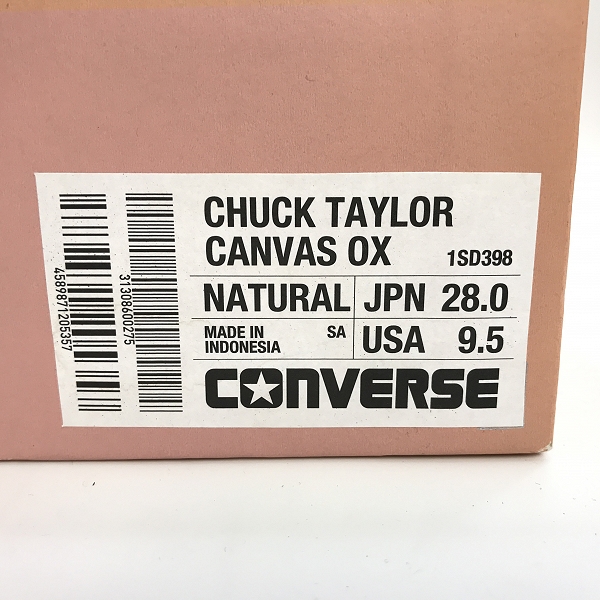 4589871205357
31308600275
CHUCK TAYLOR
CANVAS OX 1SD398
NATURAL JPN 28.0
MADE IN
INDONESIA SA USA 9.5
CONVERSE